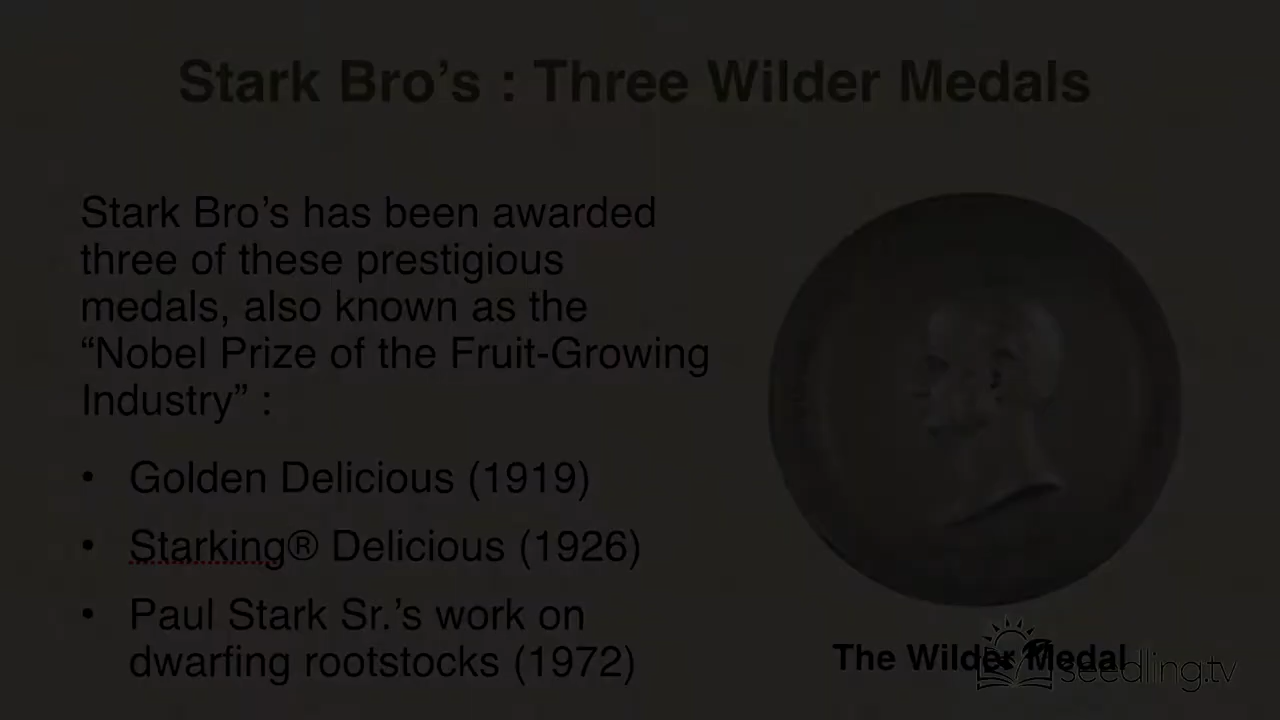 Stark Bro’s : Three Wilder Medals
Stark Bro’s has been awarded
three of these prestigious
medals, also known as the
“Nobel Prize of the Fruit-Growing
Industry” :
• Golden Delicious (1919)
• Starking® Delicious (1926)
• Paul Stark Sr.’s work on
dwarfing rootstocks (1972)
The Wilder Medal
seedling.tv